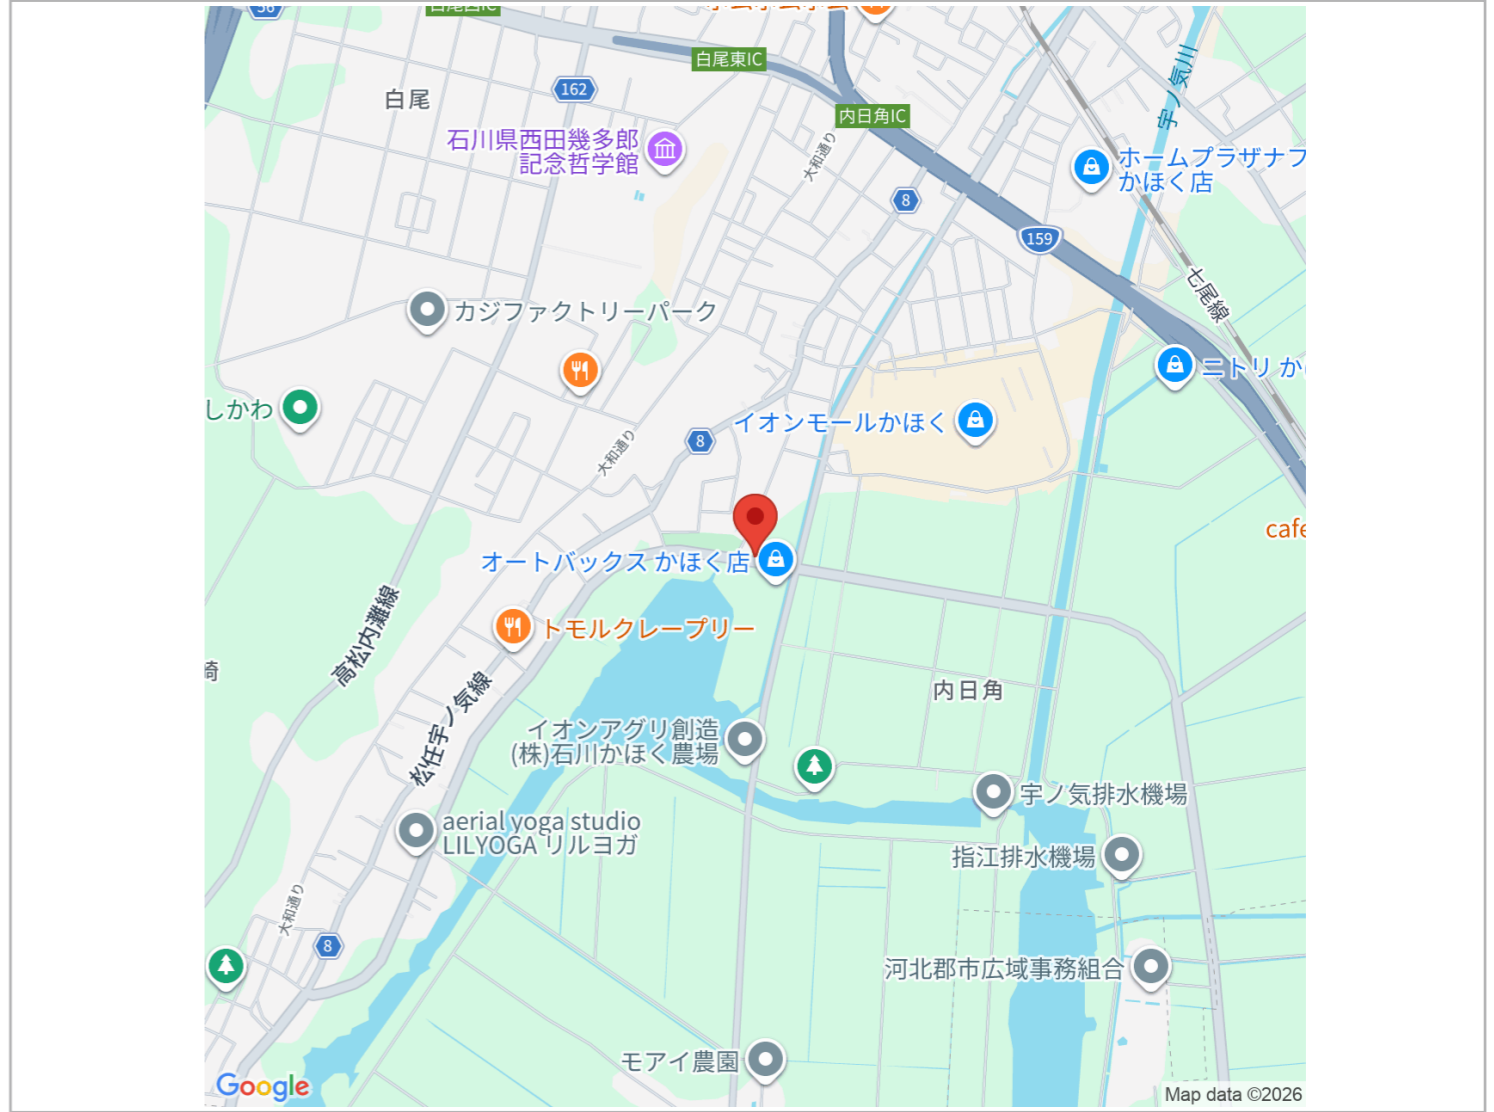 56
白尾西IC
白尾東IC
162
白尾
内日角IC
宇ノ気川
石川県西田幾多郎
記念哲学館
大和通り
ホームプラザナフ
かほく店
8
159
七尾線
カジファクトリーパーク
ニトリ か
しかわ
イオンモールかほく
8
大和通り
cafe
オートバックス かほく店
トモルクレープリー
高松内灘線
崎
内日角
松任宇ノ気線
イオンアグリ創造
(株)石川かほく農場
宇ノ気排水機場
aerial yoga studio
LILYOGA リルヨガ
指江排水機場
大和通り
8
河北郡市広域事務組合
モアイ農園
Google
Map data ©2026